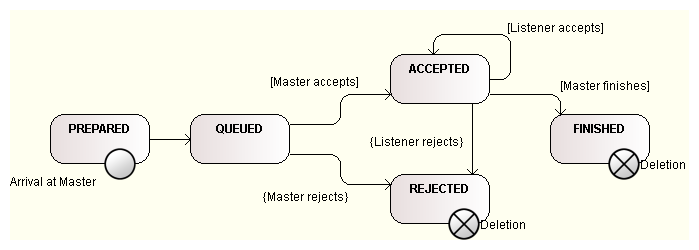 [Listener accepts]
ACCEPTED
[Master accepts]
[Master finishes]
PREPARED
QUEUED
FINISHED
{Listener rejects}
Deletion
Arrival at Master
REJECTED
{Master rejects}
Deletion